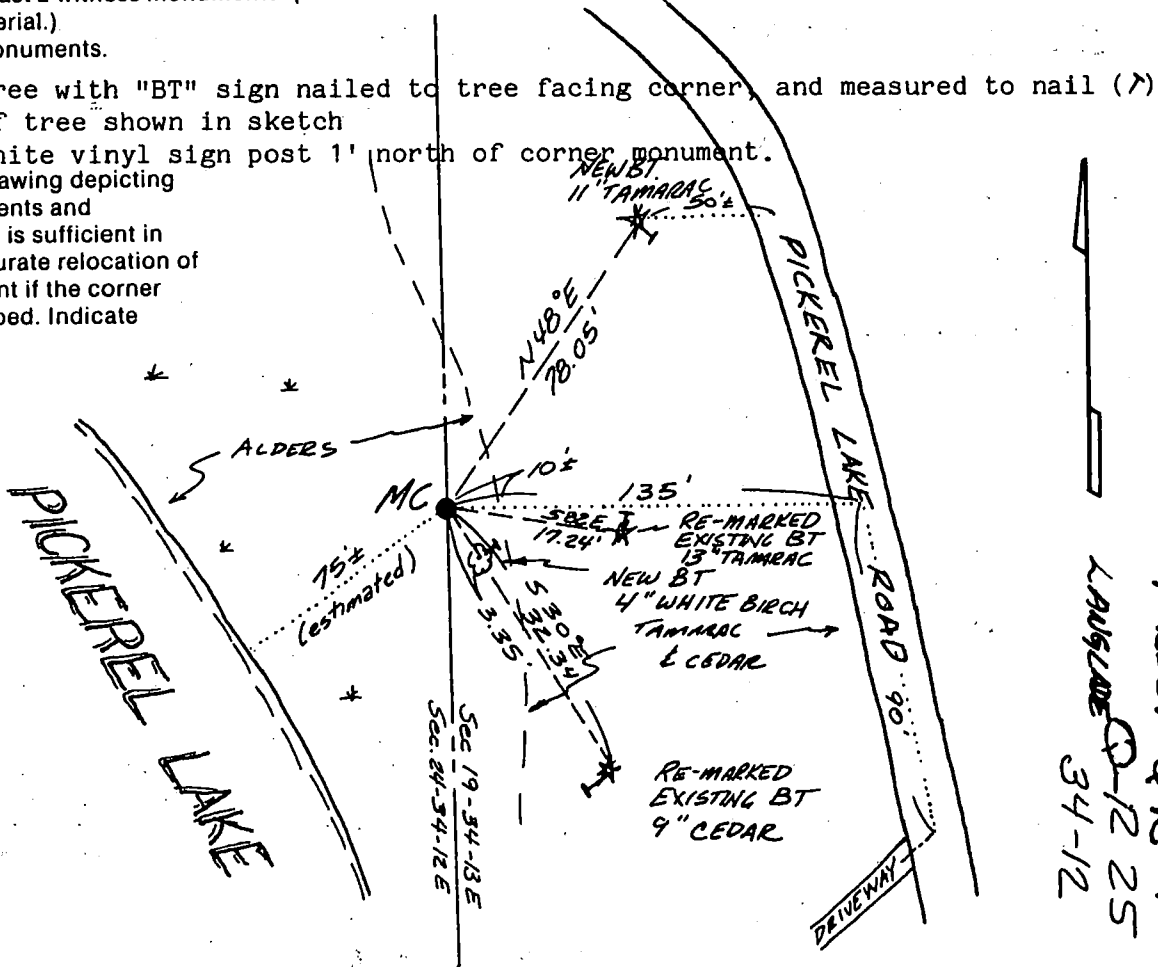 erial.)
onuments.
ree with "BT" sign nailed to tree facing corner, and measured to nail (T)
f tree shown in sketch
hite vinyl sign post 1' north of corner monument.
awing depicting
ents and
is sufficient in
urate relocation of
nt if the corner
bed. Indicate
NEW BT
11" TAMARAC
50'±
N48°E
78.05'
PICKEREL LAKE ROAD
ALDERS
10'±
MC
135'
S82E
17.24'
RE-MARKED
EXISTING BT
13" TAMARAC
NEW BT
4" WHITE BIRCH
TAMARAC
& CEDAR
75'±
(estimated)
S30°E
32.34
3.35
PICKEREL LAKE
Sec 19-34-13E
Sec. 24-34-12E
RE-MARKED
EXISTING BT
9" CEDAR
90'
DRIVEWAY
LANGLADE
-12 25
34-12